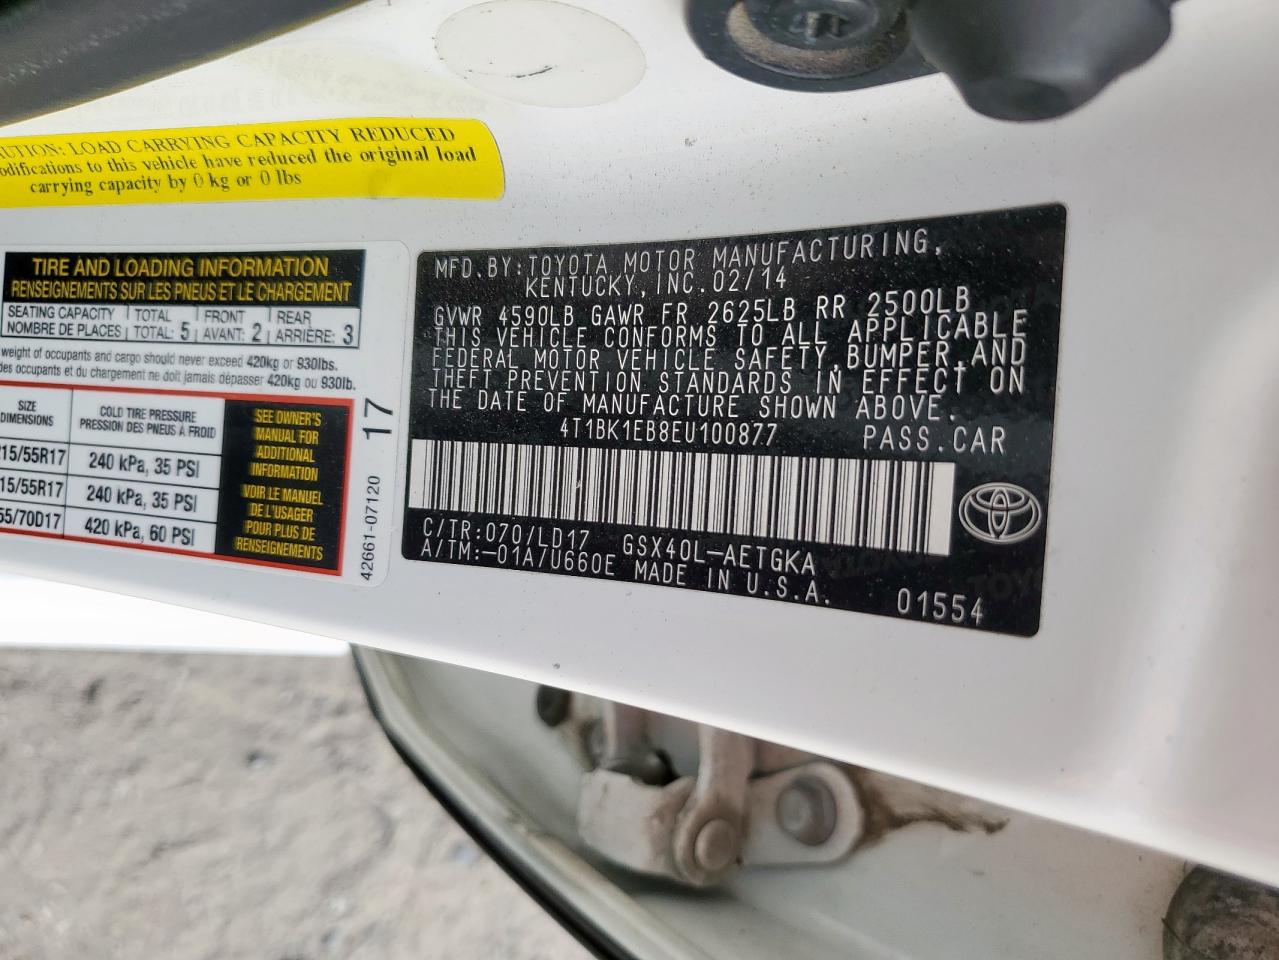 CAUTION: LOAD CARRYING CAPACITY REDUCED
Modifications to this vehicle have reduced the original load
carrying capacity by 0 kg or 0 lbs
TIRE AND LOADING INFORMATION
RENSEIGNEMENTS SUR LES PNEUS ET LE CHARGEMENT
SEATING CAPACITY TOTAL FRONT REAR
NOMBRE DE PLACES TOTAL: 5 AVANT: 2 ARRIÈRE: 3
weight of occupants and cargo should never exceed 420kg or 930lbs.
des occupants et du chargement ne doit jamais dépasser 420kg ou 930lb.
SIZE
DIMENSIONS
COLD TIRE PRESSURE
PRESSION DES PNEUS À FROID
215/55R17 240 kPa, 35 PSI
15/55R17 240 kPa, 35 PSI
55/70D17 420 kPa, 60 PSI
SEE OWNER'S
MANUAL FOR
ADDITIONAL
INFORMATION
VOIR LE MANUEL
DE L'USAGER
POUR PLUS DE
RENSEIGNEMENTS
42661-07120 17
MFD.BY:TOYOTA MOTOR MANUFACTURING,
KENTUCKY,INC.02/14
GVWR 4590LB GAWR FR 2625LB RR 2500LB
THIS VEHICLE CONFORMS TO ALL APPLICABLE
FEDERAL MOTOR VEHICLE SAFETY,BUMPER,AND
THEFT PREVENTION STANDARDS IN EFFECT ON
THE DATE OF MANUFACTURE SHOWN ABOVE.
4T1BK1EB8EU100877 PASS.CAR
C/TR:070/LD17 GSX40L-AETGKA
A/TM:-01A/U660E MADE IN U.S.A.
01554